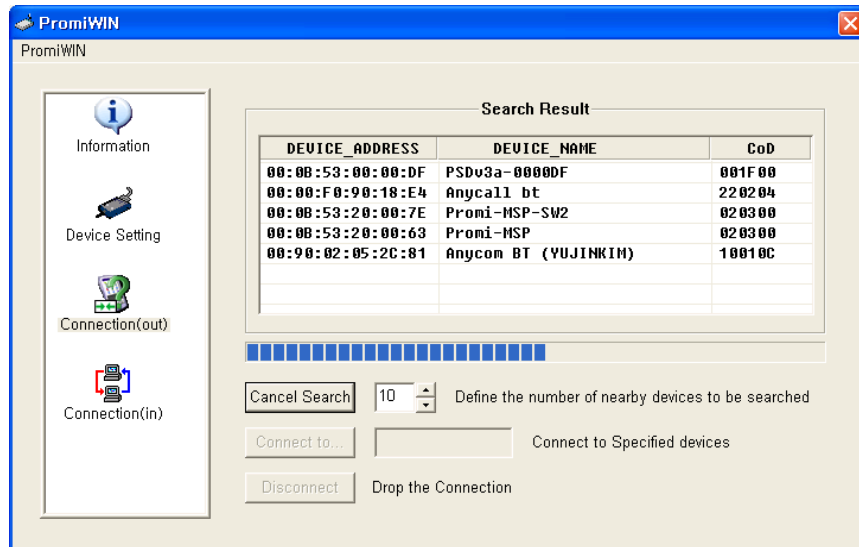 PromiWIN
PromiWIN
Information
Device Setting
Connection(out)
Connection(in)
Search Result
DEVICE_ADDRESS DEVICE_NAME CoD
00:0B:53:00:00:DF PSDv3a-0000DF 001F00
00:00:F0:90:18:E4 Anycall bt 220204
00:0B:53:20:00:7E Promi-MSP-SW2 020300
00:0B:53:20:00:63 Promi-MSP 020300
00:90:02:05:2C:81 Anycom BT (YUJINKIM) 10010C
Cancel Search 10 Define the number of nearby devices to be searched
Connect to... Connect to Specified devices
Disconnect Drop the Connection